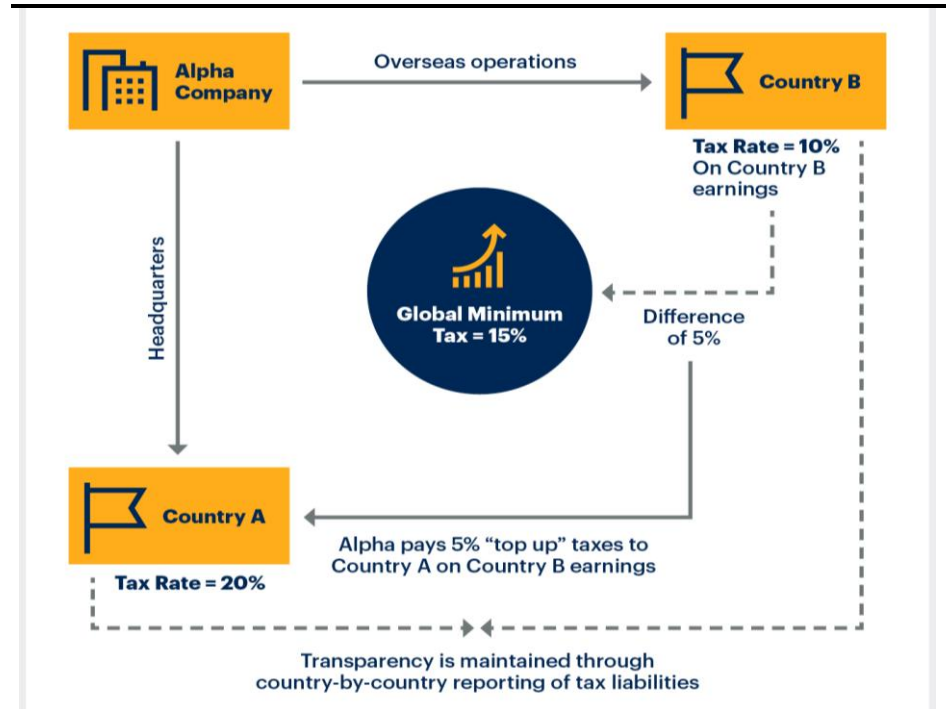 Alpha
Company
Overseas operations
Country B
Tax Rate = 10%
On Country B
earnings
Headquarters
Global Minimum
Tax = 15%
Difference
of 5%
Country A
Alpha pays 5% “top up” taxes to
Country A on Country B earnings
Tax Rate = 20%
Transparency is maintained through
country-by-country reporting of tax liabilities